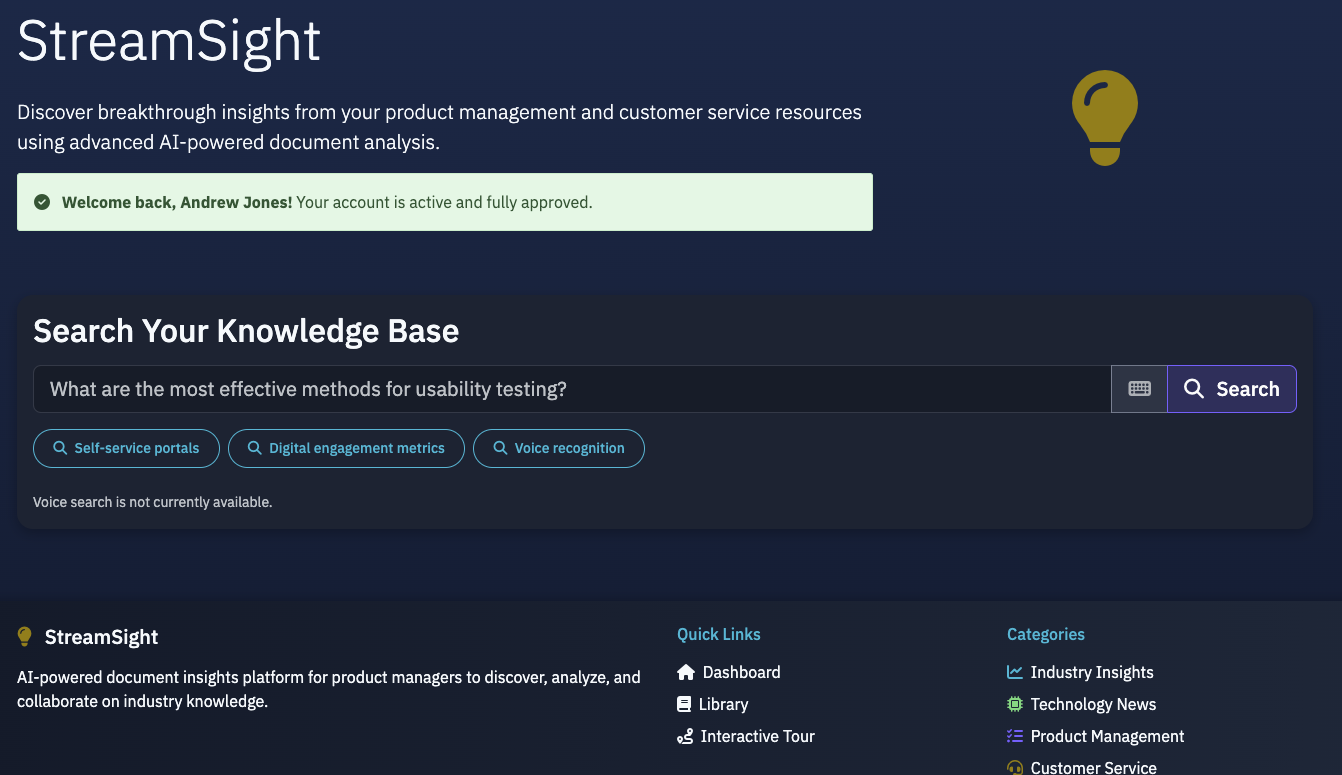 StreamSight
Discover breakthrough insights from your product management and customer service resources
using advanced AI-powered document analysis.
Welcome back, Andrew Jones! Your account is active and fully approved.
Search Your Knowledge Base
What are the most effective methods for usability testing?
Search
Self-service portals
Digital engagement metrics
Voice recognition
Voice search is not currently available.
StreamSight
AI-powered document insights platform for product managers to discover, analyze, and
collaborate on industry knowledge.
Quick Links
Dashboard
Library
Interactive Tour
Categories
Industry Insights
Technology News
Product Management
Customer Service